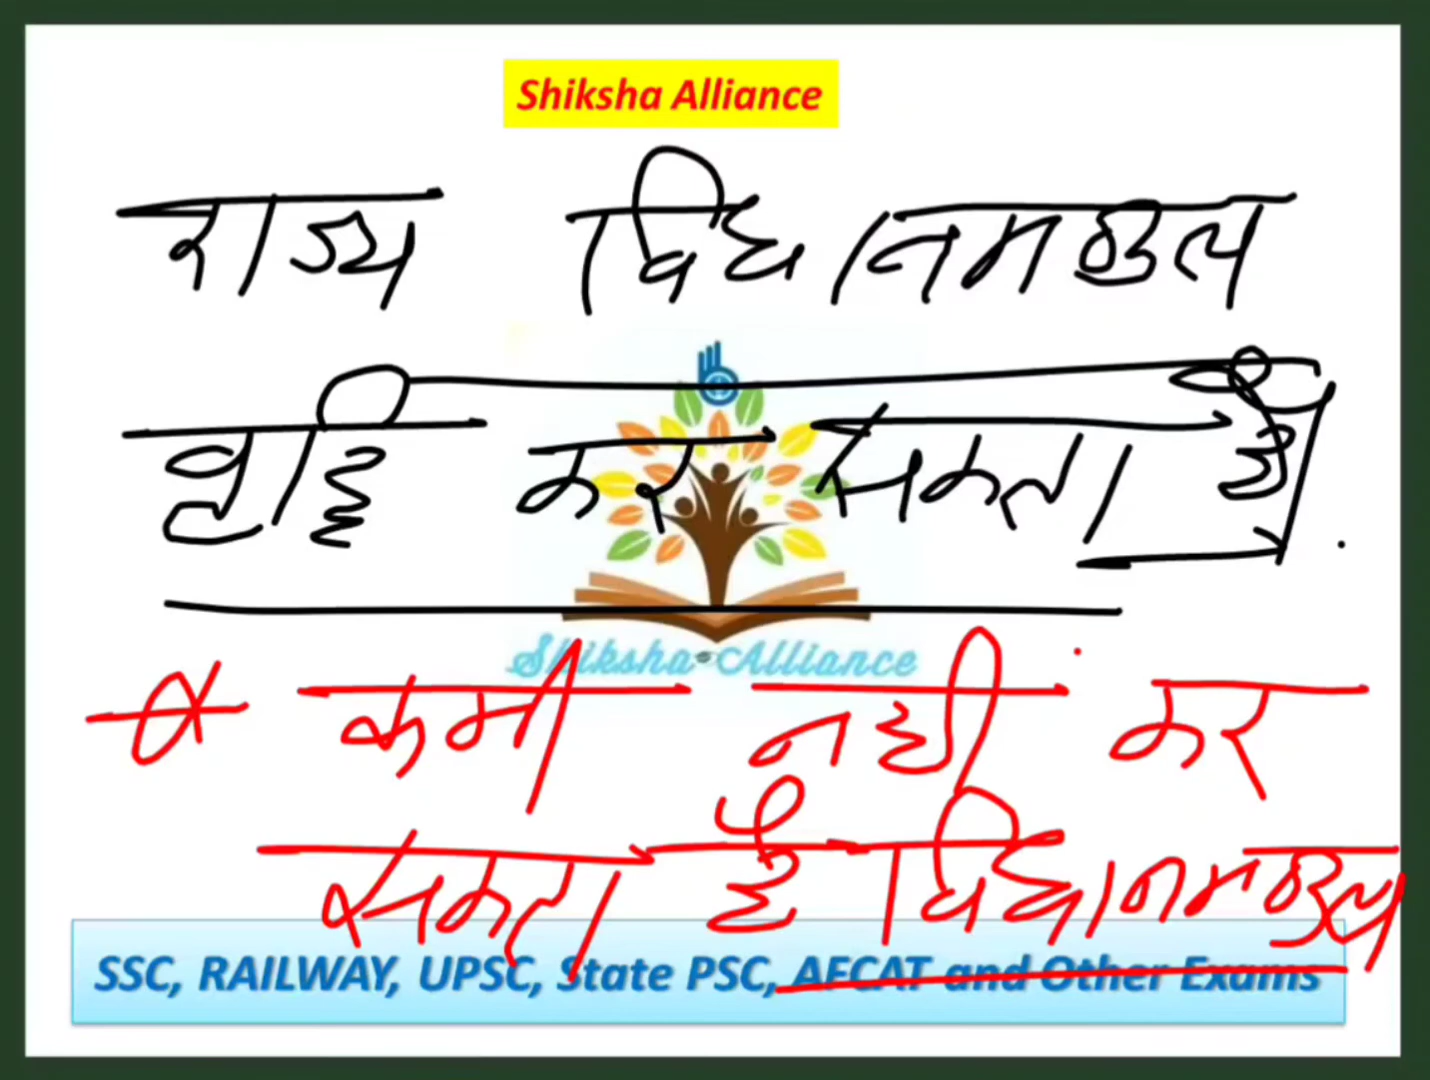 Shiksha Alliance
राज्य विधानमण्डल
वृद्धि कर सकता है।
Shiksha Alliance
* कमी नहीं कर
सकता है विधानमण्डल
SSC, RAILWAY, UPSC, State PSC, AFCAT and Other Exams